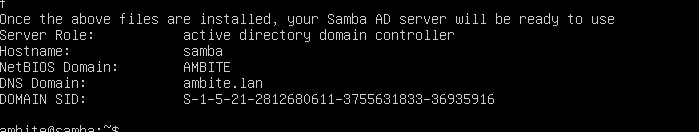 Once the above files are installed, your Samba AD server will be ready to use
Server Role: active directory domain controller
Hostname: samba
NetBIOS Domain: AMBITE
DNS Domain: ambite.lan
DOMAIN SID: S-1-5-21-2812680611-3755631833-36935916
ambite@samba:~$